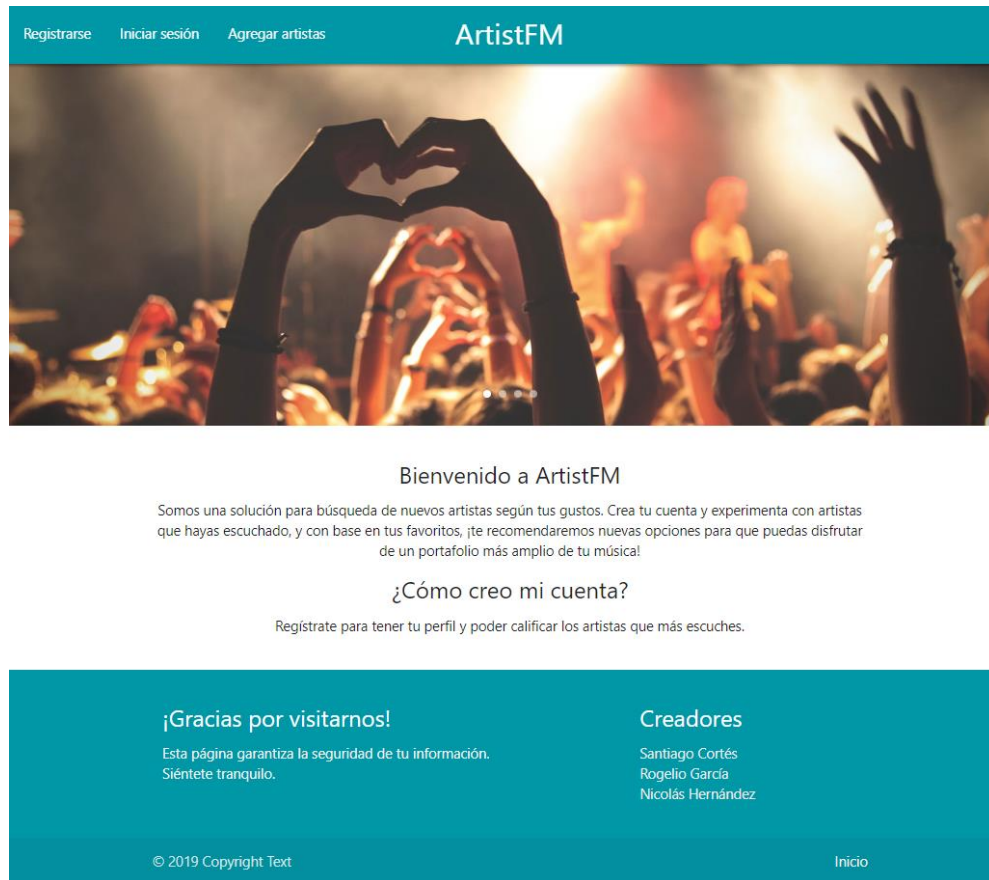 Registrarse Iniciar sesión Agregar artistas ArtistFM
Bienvenido a ArtistFM
Somos una solución para búsqueda de nuevos artistas según tus gustos. Crea tu cuenta y experimenta con artistas
que hayas escuchado, y con base en tus favoritos, ¡te recomendaremos nuevas opciones para que puedas disfrutar
de un portafolio más amplio de tu música!
¿Cómo creo mi cuenta?
Regístrate para tener tu perfil y poder calificar los artistas que más escuches.
¡Gracias por visitarnos!
Esta página garantiza la seguridad de tu información.
Siéntete tranquilo.
Creadores
Santiago Cortés
Rogelio García
Nicolás Hernández
© 2019 Copyright Text Inicio